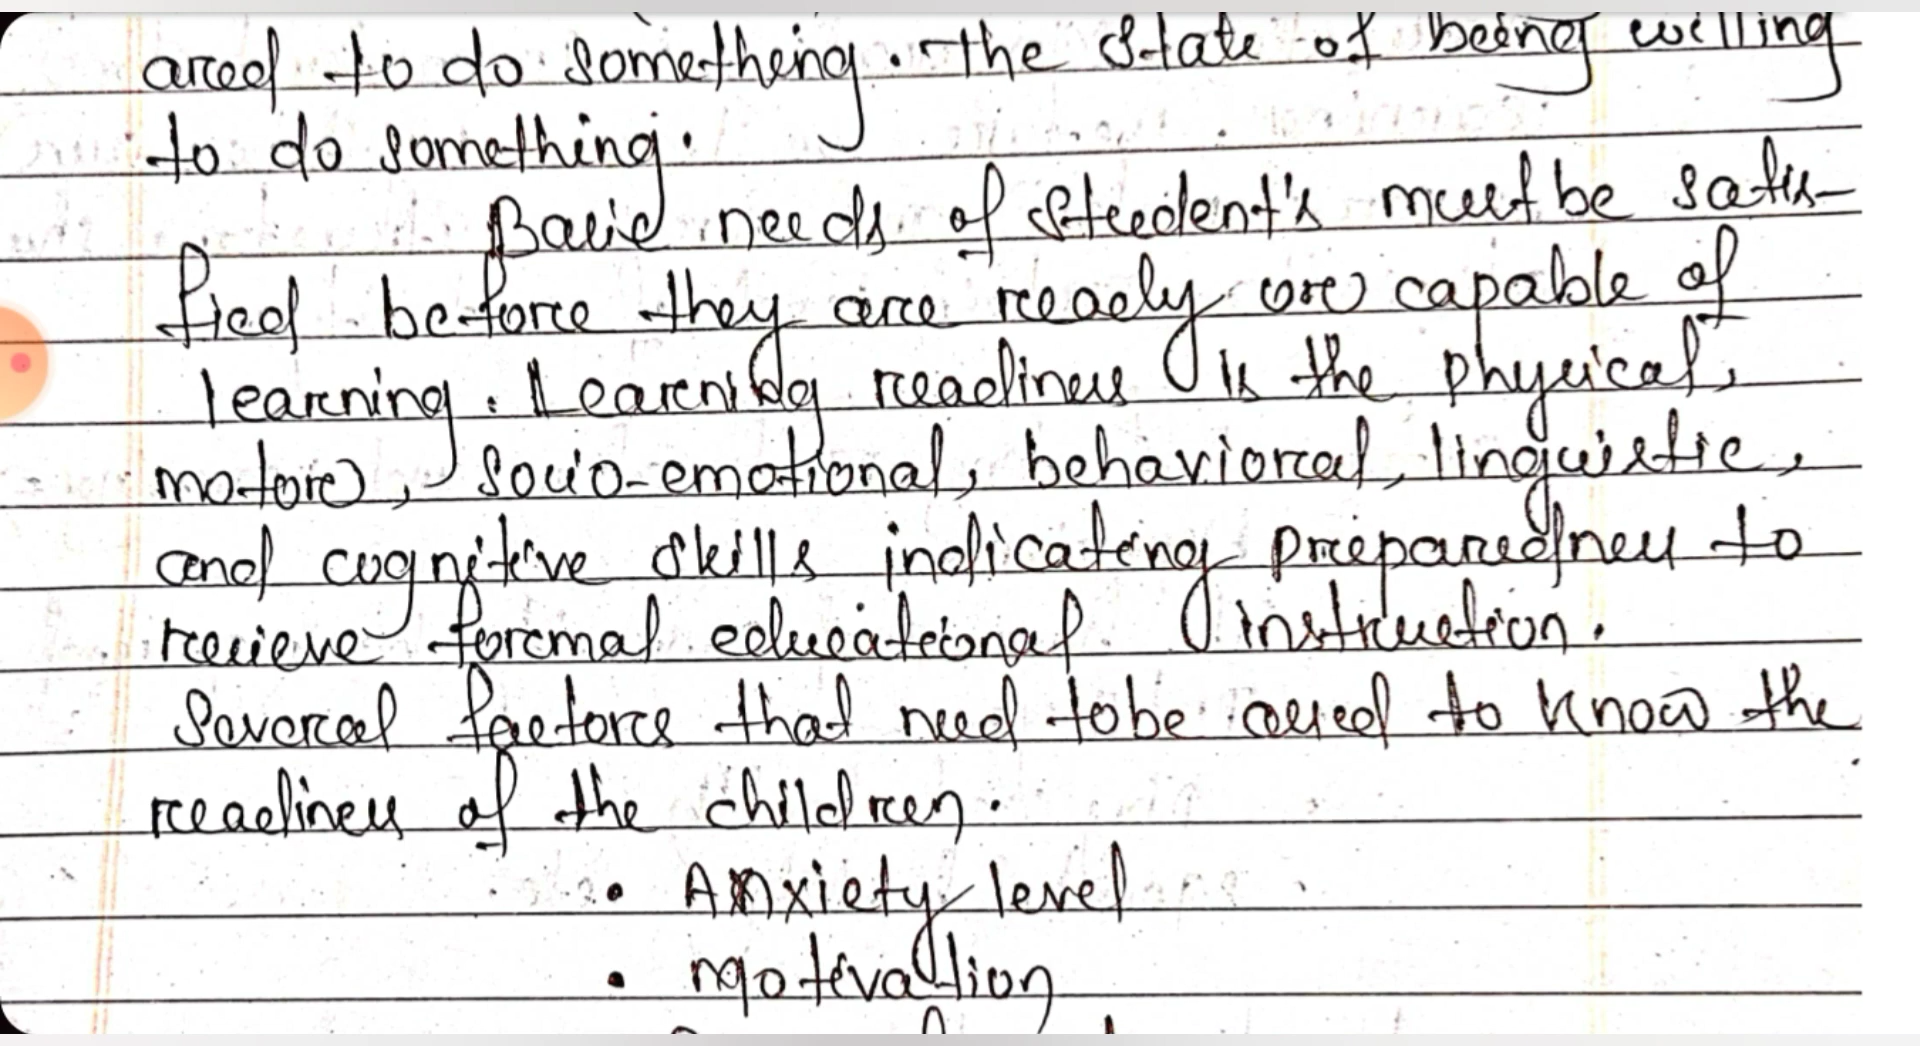 ared to do something. The state of being willing
to do something.
Basic needs of student's must be satis-
fied before they are ready or capable of
learning. Learning readiness is the physical,
motor, socio-emotional, behavioral, linguistic,
and cognitive skills indicating preparedness to
recieve formal educational instruction.
Several factors that need to be used to know the
readiness of the children.
• Anxiety level
• Motivation